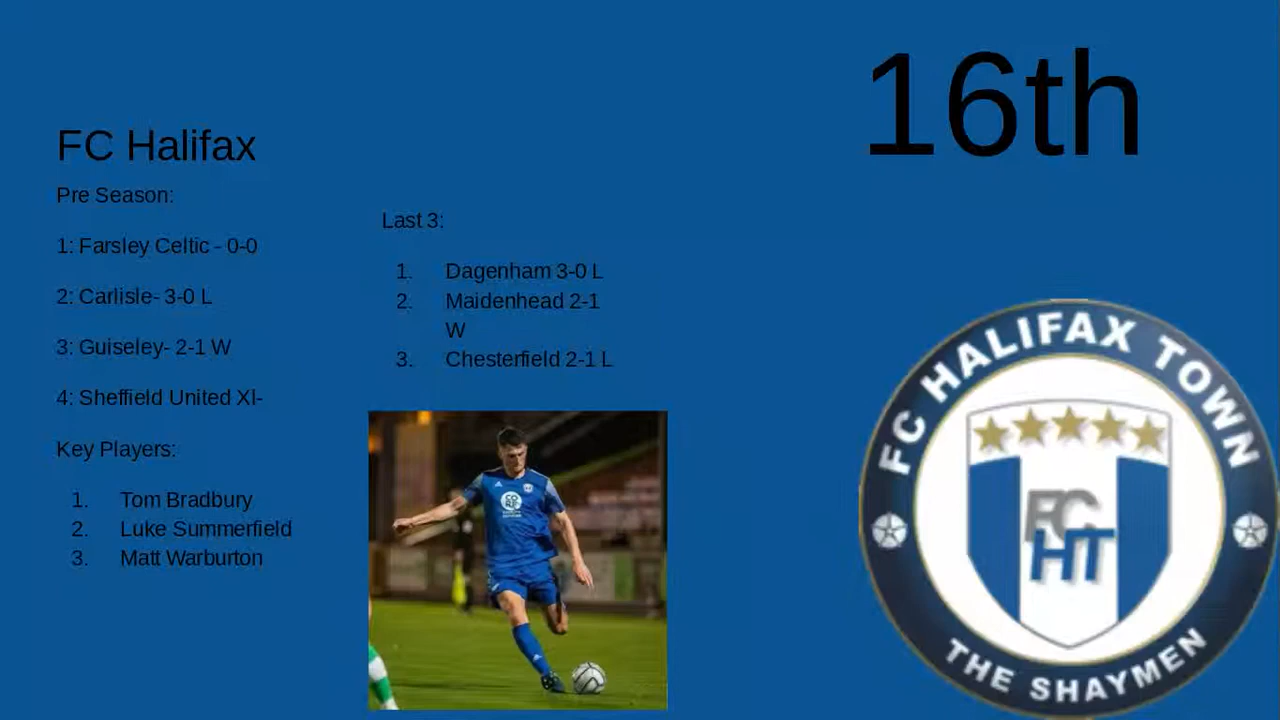 16th
FC Halifax
Pre Season:
1: Farsley Celtic - 0-0
2: Carlisle- 3-0 L
3: Guiseley- 2-1 W
4: Sheffield United XI-
Key Players:
1. Tom Bradbury
2. Luke Summerfield
3. Matt Warburton
Last 3:
1. Dagenham 3-0 L
2. Maidenhead 2-1
W
3. Chesterfield 2-1 L
FC HALIFAX TOWN
FC
HT
THE SHAYMEN